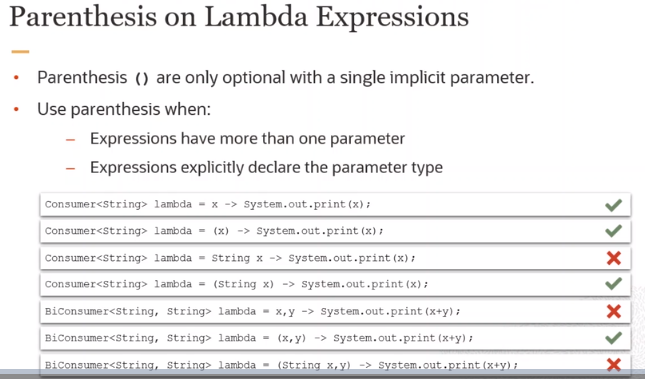 Parenthesis on Lambda Expressions
• Parenthesis () are only optional with a single implicit parameter.
• Use parenthesis when:
– Expressions have more than one parameter
– Expressions explicitly declare the parameter type
Consumer<String> lambda = x -> System.out.print(x);
Consumer<String> lambda = (x) -> System.out.print(x);
Consumer<String> lambda = String x -> System.out.print(x);
Consumer<String> lambda = (String x) -> System.out.print(x);
BiConsumer<String, String> lambda = x,y -> System.out.print(x+y);
BiConsumer<String, String> lambda = (x,y) -> System.out.print(x+y);
BiConsumer<String, String> lambda = (String x,y) -> System.out.print(x+y);